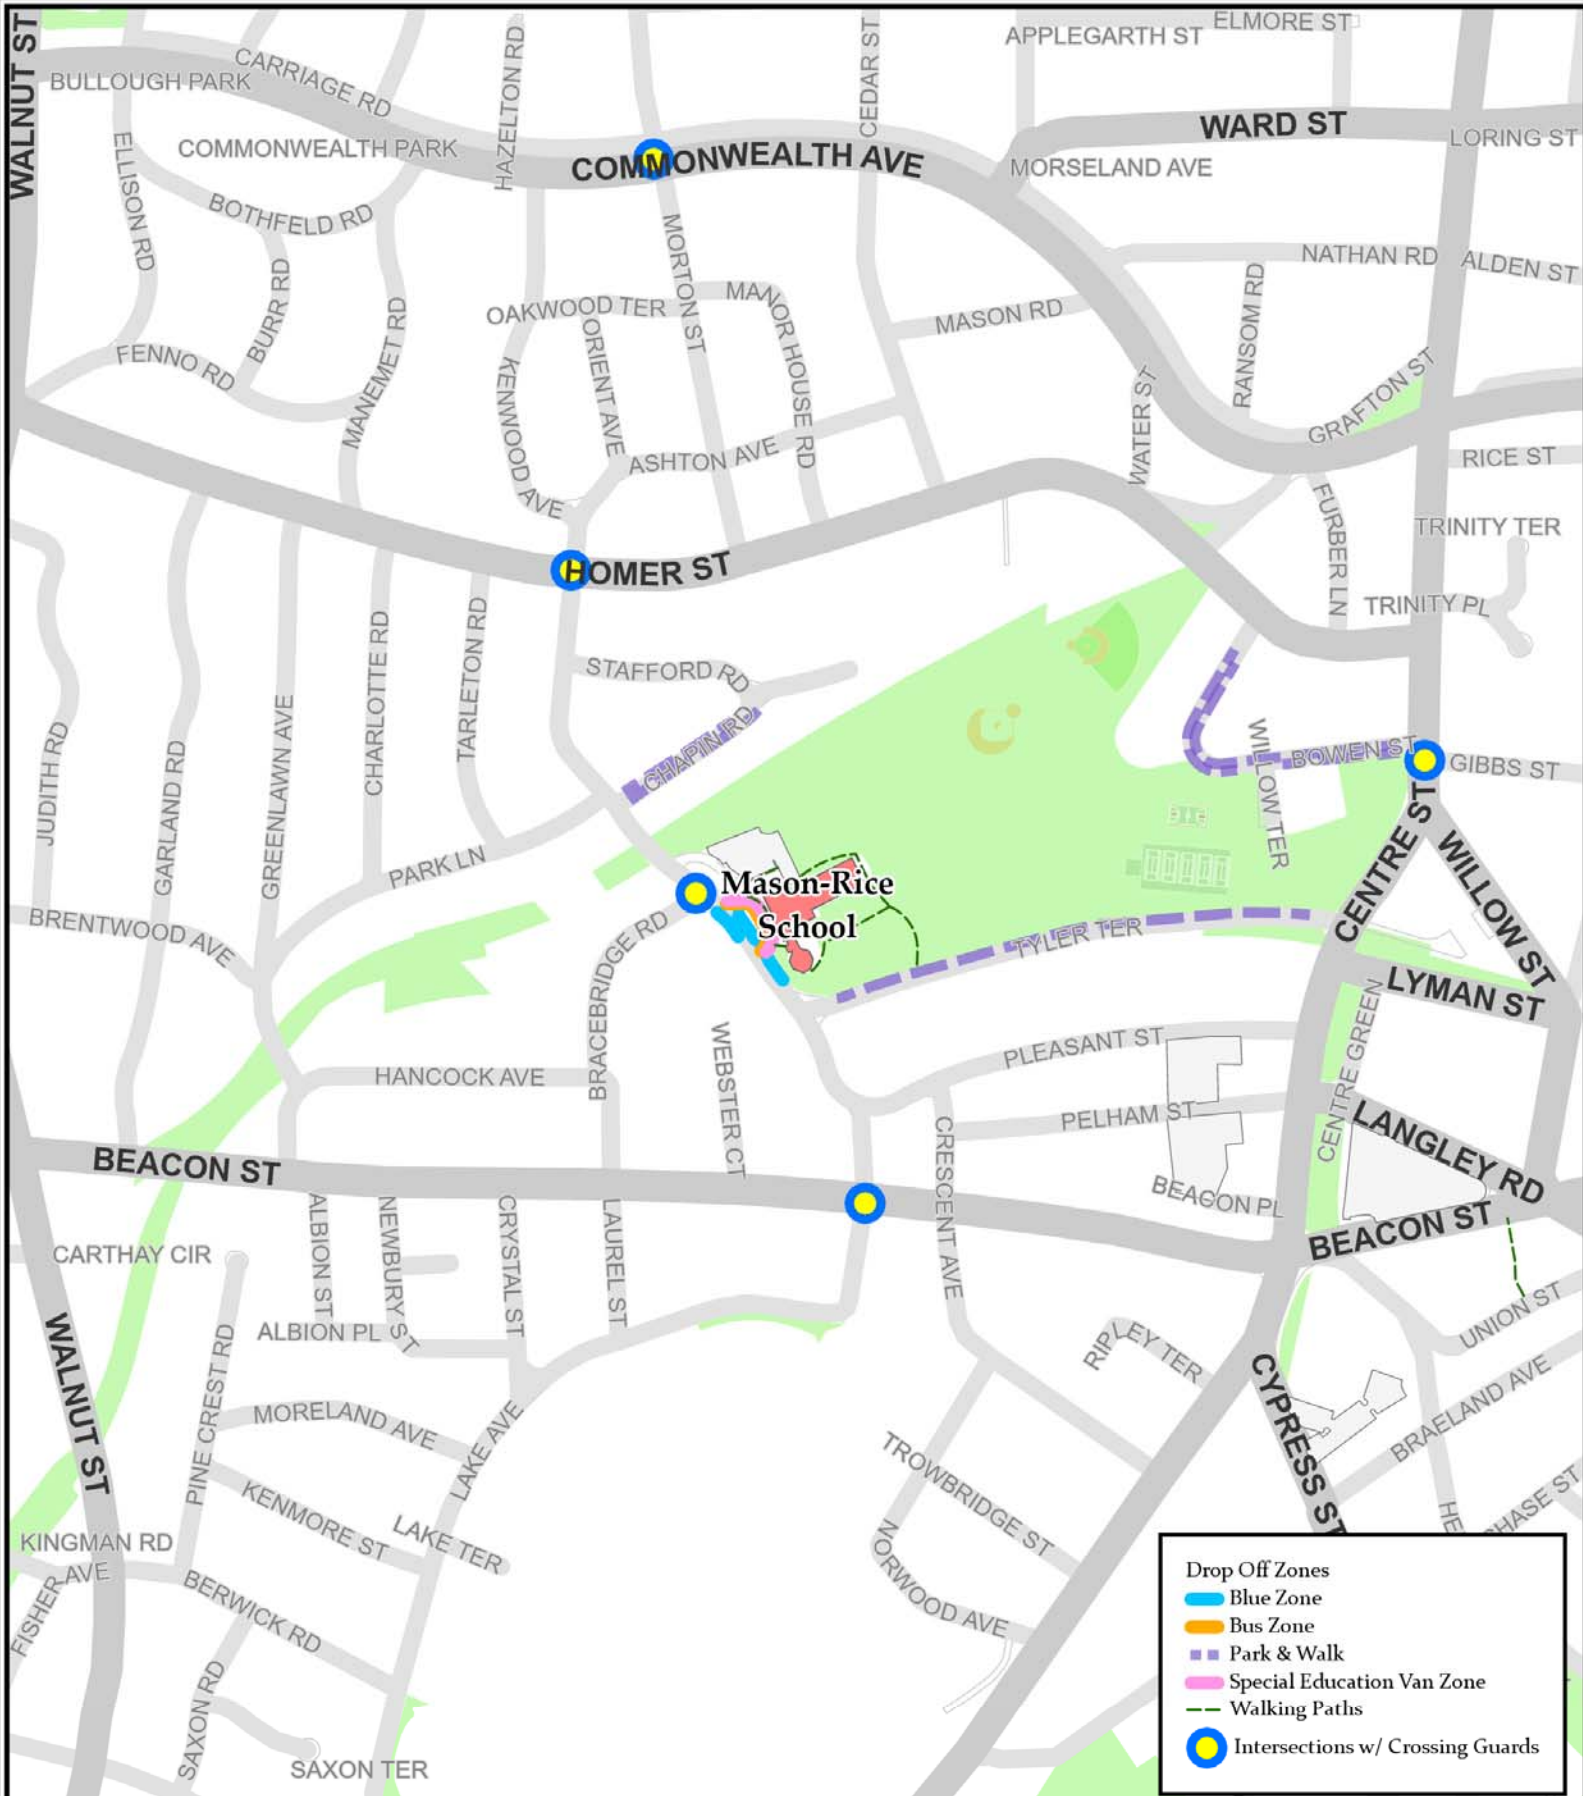 WALNUT ST
BULLOUGH PARK
CARRIAGE RD
HAZELTON RD
CEDAR ST
APPLEGARTH ST
ELMORE ST
WARD ST
LORING ST
COMMONWEALTH PARK
COMMONWEALTH AVE
MORSELAND AVE
ELLISON RD
BOTHFELD RD
BURR RD
MORTON ST
NATHAN RD
ALDEN ST
OAKWOOD TER
MANOR HOUSE RD
MASON RD
RANSOM RD
FENNO RD
MANEMET RD
KENWOOD AVE
ORIENT AVE
ASHTON AVE
WATER ST
GRAFTON ST
RICE ST
FURBER LN
TRINITY TER
HOMER ST
TRINITY PL
STAFFORD RD
CHAPIN RD
JUDITH RD
GARLAND RD
GREENLAWN AVE
CHARLOTTE RD
TARLETON RD
WILLOW TER
BOWEN ST
GIBBS ST
PARK LN
CENTRE ST
WILLOW ST
Mason-Rice
School
BRENTWOOD AVE
BRACEBRIDGE RD
TYLER TER
LYMAN ST
CENTRE GREEN
WEBSTER CT
PLEASANT ST
HANCOCK AVE
PELHAM ST
CRESCENT AVE
LANGLEY RD
BEACON ST
BEACON PL
BEACON ST
CARTHAY CIR
ALBION ST
NEWBURY ST
CRYSTAL ST
LAUREL ST
ALBION PL
UNION ST
RIPLEY TER
WALNUT ST
PINE CREST RD
MORELAND AVE
LAKE AVE
CYPRESS ST
BRAELAND AVE
TROWBRIDGE ST
KENMORE ST
LAKE TER
HE
CHASE ST
KINGMAN RD
FISHER AVE
BERWICK RD
NORWOOD AVE
SAXON RD
SAXON TER
Drop Off Zones
Blue Zone
Bus Zone
Park & Walk
Special Education Van Zone
Walking Paths
Intersections w/ Crossing Guards